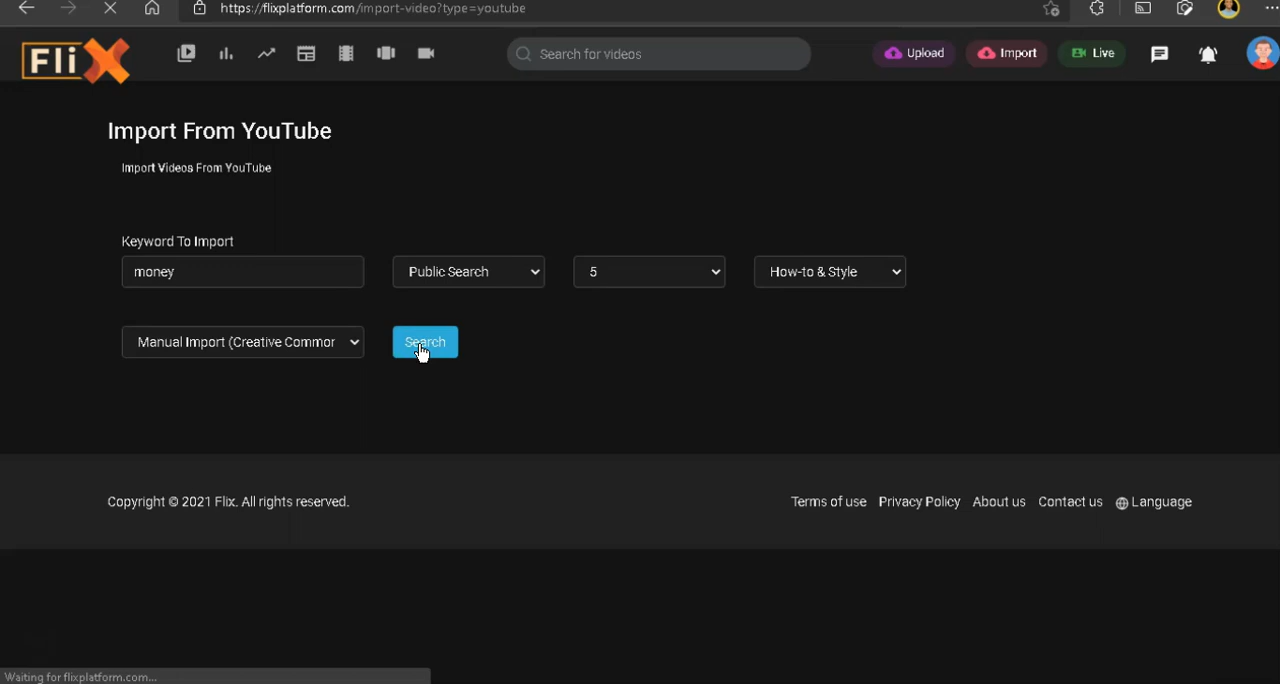 https://flixplatform.com/import-video?type=youtube
FliX
Search for videos
Upload
Import
Live
Import From YouTube
Import Videos From YouTube
Keyword To Import
money
Public Search
5
How-to & Style
Manual Import (Creative Commor
Search
Copyright © 2021 Flix. All rights reserved.
Terms of use Privacy Policy About us Contact us Language
Waiting for flixplatform.com...